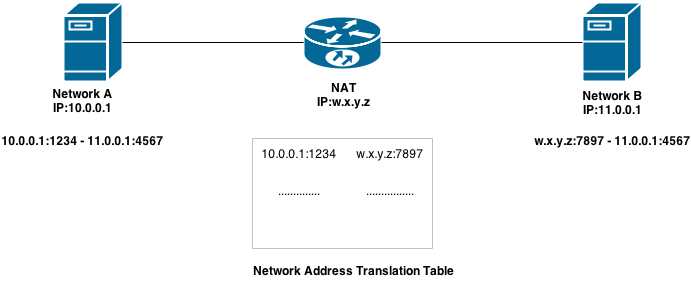 Network A
IP:10.0.0.1
NAT
IP:w.x.y.z
Network B
IP:11.0.0.1
10.0.0.1:1234 - 11.0.0.1:4567
w.x.y.z:7897 - 11.0.0.1:4567
10.0.0.1:1234 w.x.y.z:7897
.............. ................
Network Address Translation Table